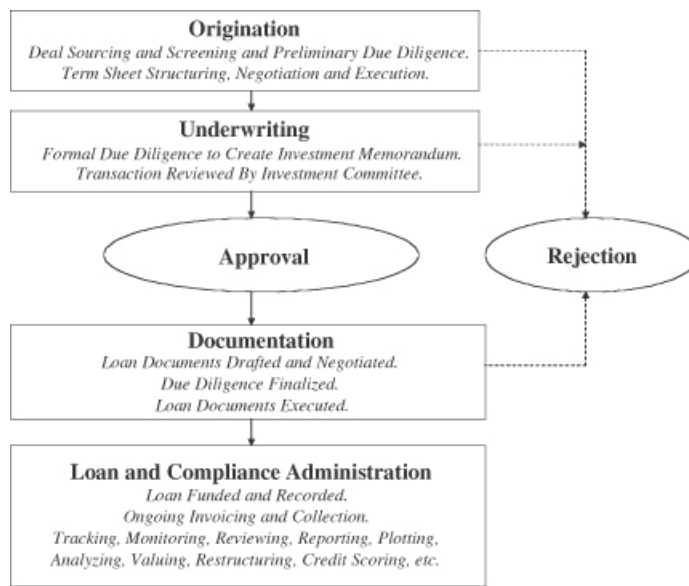 Origination
Deal Sourcing and Screening and Preliminary Due Diligence.
Term Sheet Structuring, Negotiation and Execution.
Underwriting
Formal Due Diligence to Create Investment Memorandum.
Transaction Reviewed By Investment Committee.
Approval
Rejection
Documentation
Loan Documents Drafted and Negotiated.
Due Diligence Finalized.
Loan Documents Executed.
Loan and Compliance Administration
Loan Funded and Recorded.
Ongoing Invoicing and Collection.
Tracking, Monitoring, Reviewing, Reporting, Plotting,
Analyzing, Valuing, Restructuring, Credit Scoring, etc.